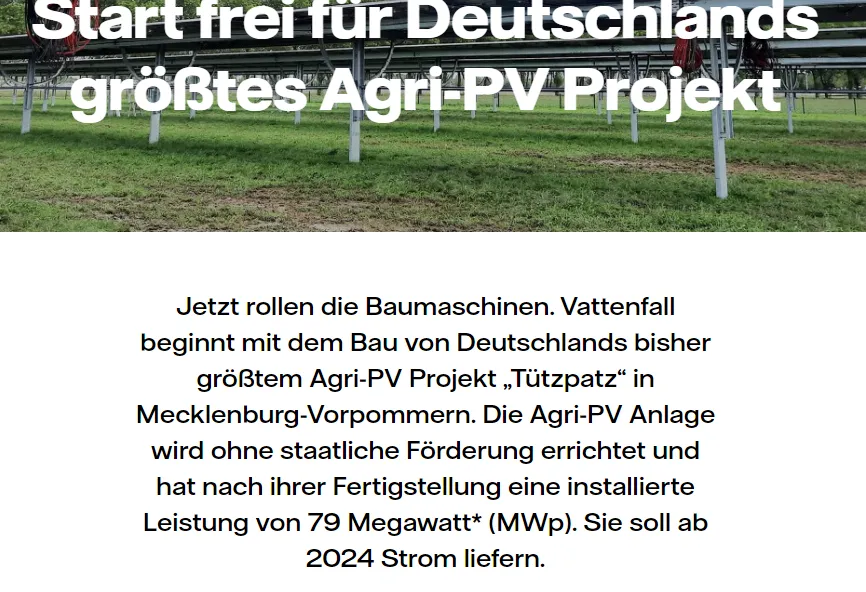 Start frei für Deutschlands
größtes Agri-PV Projekt
Jetzt rollen die Baumaschinen. Vattenfall
beginnt mit dem Bau von Deutschlands bisher
größtem Agri-PV Projekt „Tützpatz“ in
Mecklenburg-Vorpommern. Die Agri-PV Anlage
wird ohne staatliche Förderung errichtet und
hat nach ihrer Fertigstellung eine installierte
Leistung von 79 Megawatt* (MWp). Sie soll ab
2024 Strom liefern.